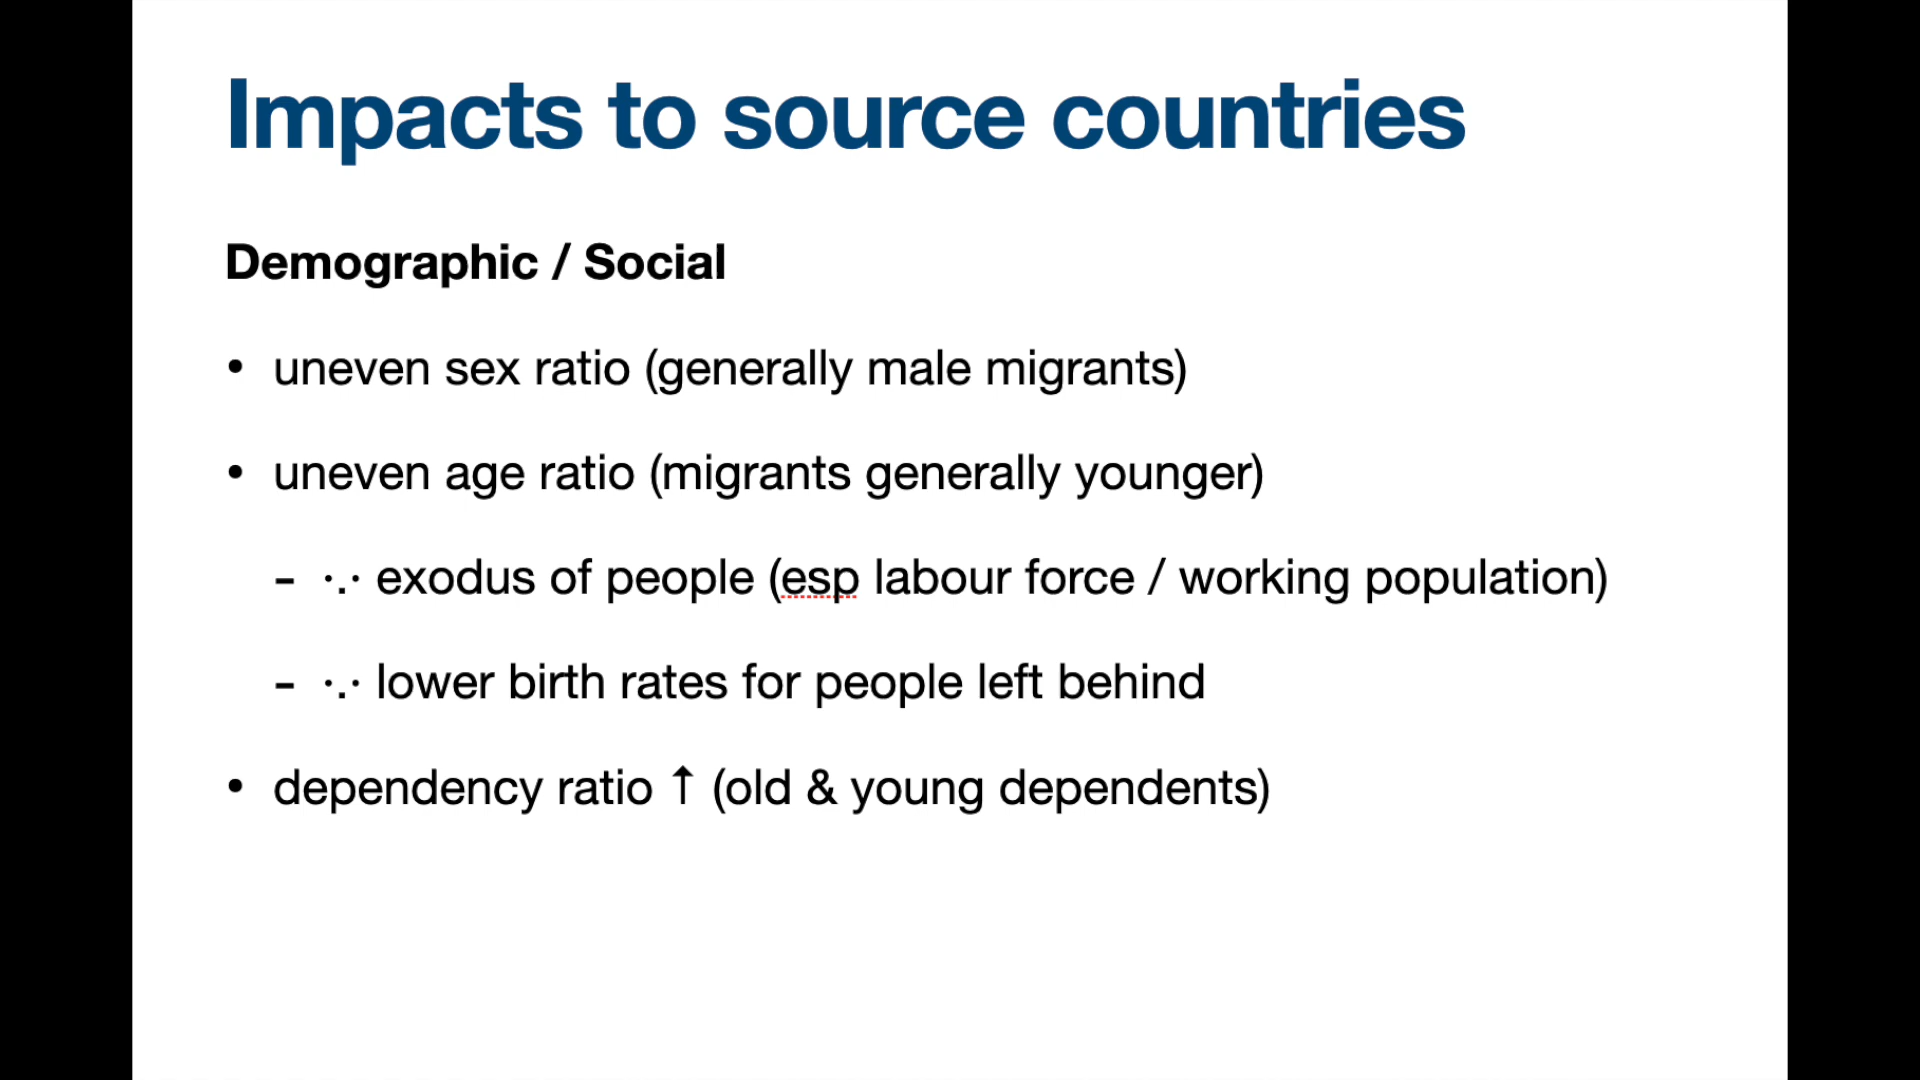 Impacts to source countries
Demographic / Social
• uneven sex ratio (generally male migrants)
• uneven age ratio (migrants generally younger)
- ∵ exodus of people (esp labour force / working population)
- ∵ lower birth rates for people left behind
• dependency ratio ↑ (old & young dependents)